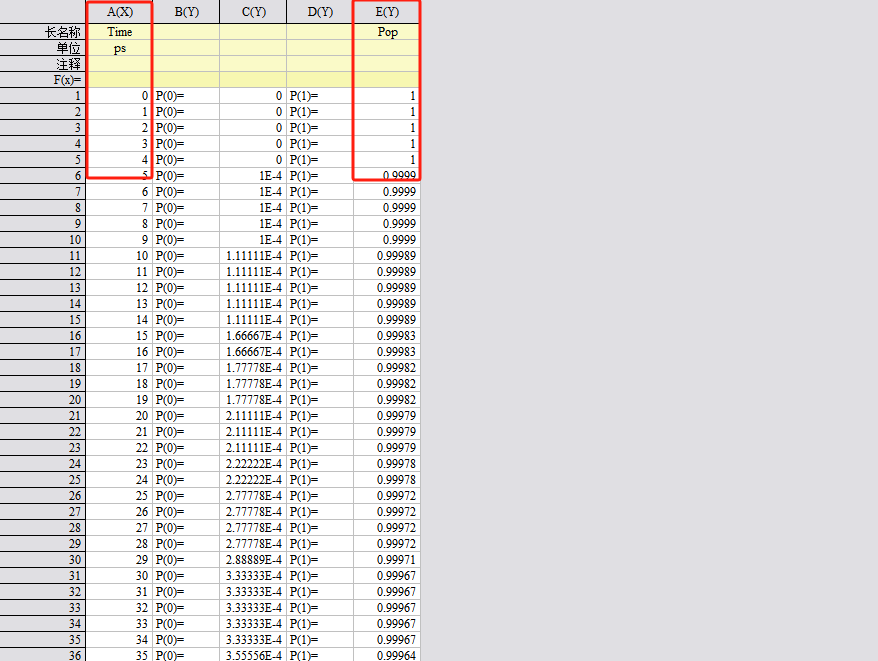 A(X) B(Y) C(Y) D(Y) E(Y)
长名称 Time Pop
单位 ps
注释
F(x)=
1 0 P(0)= 0 P(1)= 1
2 1 P(0)= 0 P(1)= 1
3 2 P(0)= 0 P(1)= 1
4 3 P(0)= 0 P(1)= 1
5 4 P(0)= 0 P(1)= 1
6 5 P(0)= 1E-4 P(1)= 0.9999
7 6 P(0)= 1E-4 P(1)= 0.9999
8 7 P(0)= 1E-4 P(1)= 0.9999
9 8 P(0)= 1E-4 P(1)= 0.9999
10 9 P(0)= 1E-4 P(1)= 0.9999
11 10 P(0)= 1.11111E-4 P(1)= 0.99989
12 11 P(0)= 1.11111E-4 P(1)= 0.99989
13 12 P(0)= 1.11111E-4 P(1)= 0.99989
14 13 P(0)= 1.11111E-4 P(1)= 0.99989
15 14 P(0)= 1.11111E-4 P(1)= 0.99989
16 15 P(0)= 1.66667E-4 P(1)= 0.99983
17 16 P(0)= 1.66667E-4 P(1)= 0.99983
18 17 P(0)= 1.77778E-4 P(1)= 0.99982
19 18 P(0)= 1.77778E-4 P(1)= 0.99982
20 19 P(0)= 1.77778E-4 P(1)= 0.99982
21 20 P(0)= 2.11111E-4 P(1)= 0.99979
22 21 P(0)= 2.11111E-4 P(1)= 0.99979
23 22 P(0)= 2.11111E-4 P(1)= 0.99979
24 23 P(0)= 2.22222E-4 P(1)= 0.99978
25 24 P(0)= 2.22222E-4 P(1)= 0.99978
26 25 P(0)= 2.77778E-4 P(1)= 0.99972
27 26 P(0)= 2.77778E-4 P(1)= 0.99972
28 27 P(0)= 2.77778E-4 P(1)= 0.99972
29 28 P(0)= 2.77778E-4 P(1)= 0.99972
30 29 P(0)= 2.88889E-4 P(1)= 0.99971
31 30 P(0)= 3.33333E-4 P(1)= 0.99967
32 31 P(0)= 3.33333E-4 P(1)= 0.99967
33 32 P(0)= 3.33333E-4 P(1)= 0.99967
34 33 P(0)= 3.33333E-4 P(1)= 0.99967
35 34 P(0)= 3.33333E-4 P(1)= 0.99967
36 35 P(0)= 3.55556E-4 P(1)= 0.99964